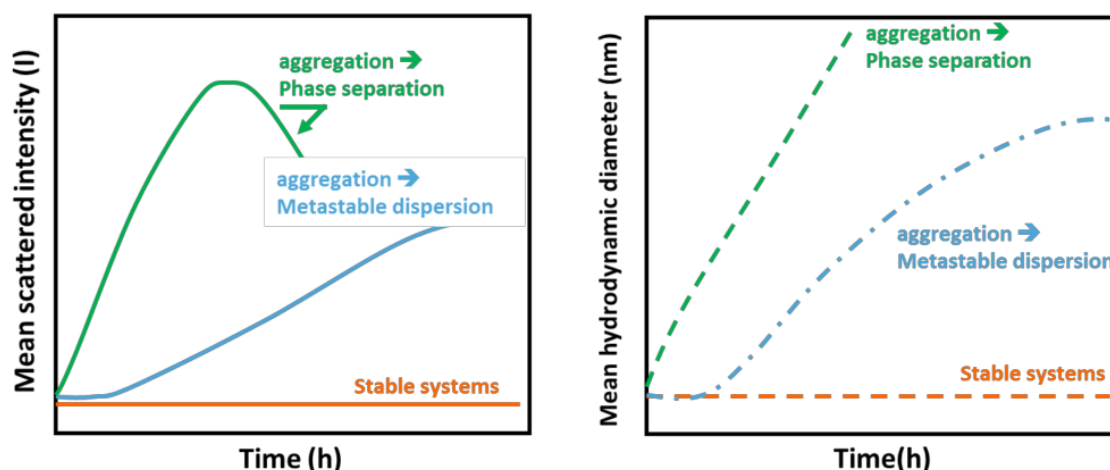 Mean scattered intensity (I)
aggregation ➔
Phase separation
aggregation ➔
Metastable dispersion
Stable systems
Time (h)
Mean hydrodynamic diameter (nm)
aggregation ➔
Phase separation
aggregation ➔
Metastable dispersion
Stable systems
Time(h)